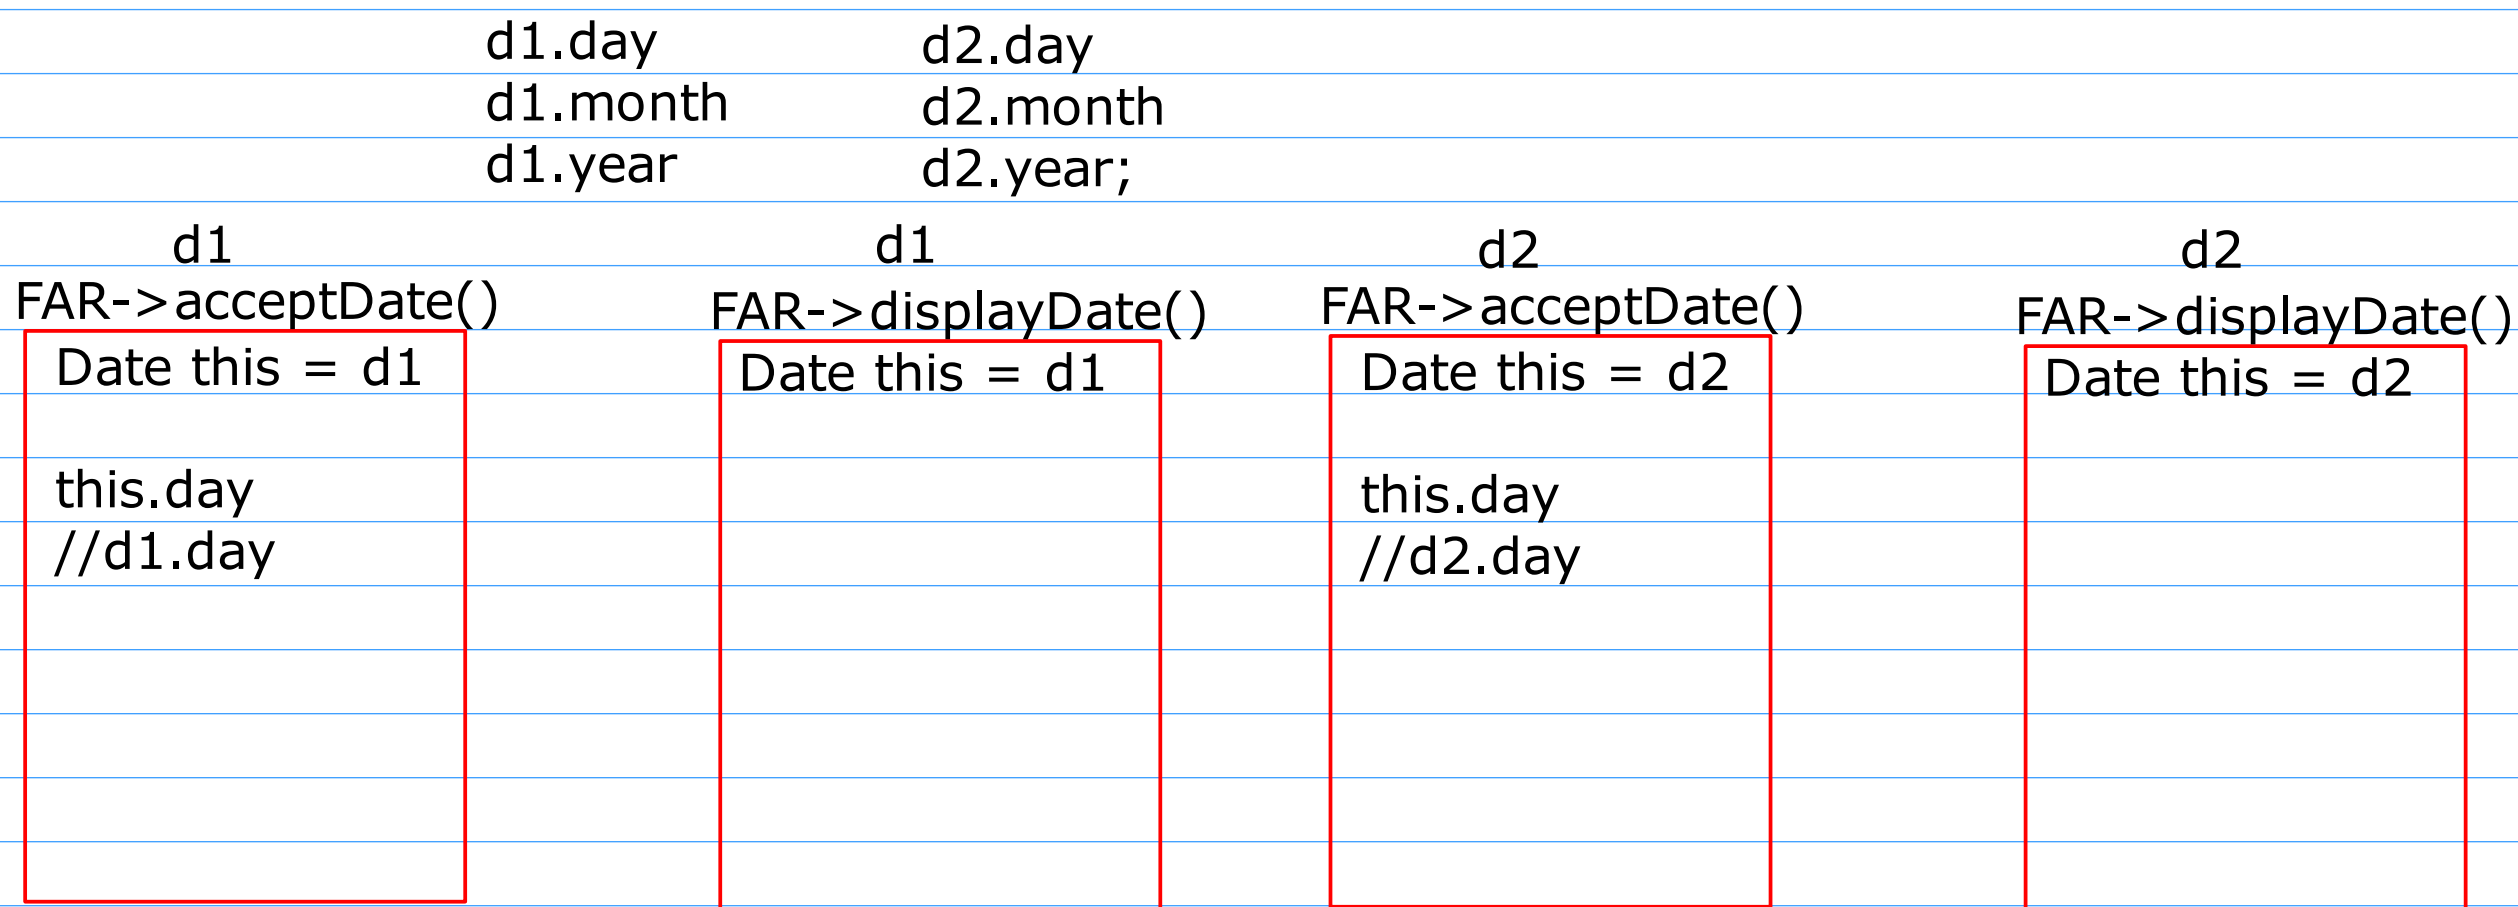 d1.day
d1.month
d1.year
d2.day
d2.month
d2.year;
d1
FAR->acceptDate()
Date this = d1
this.day
//d1.day
d1
FAR->displayDate()
Date this = d1
d2
FAR->acceptDate()
Date this = d2
this.day
//d2.day
d2
FAR->displayDate()
Date this = d2